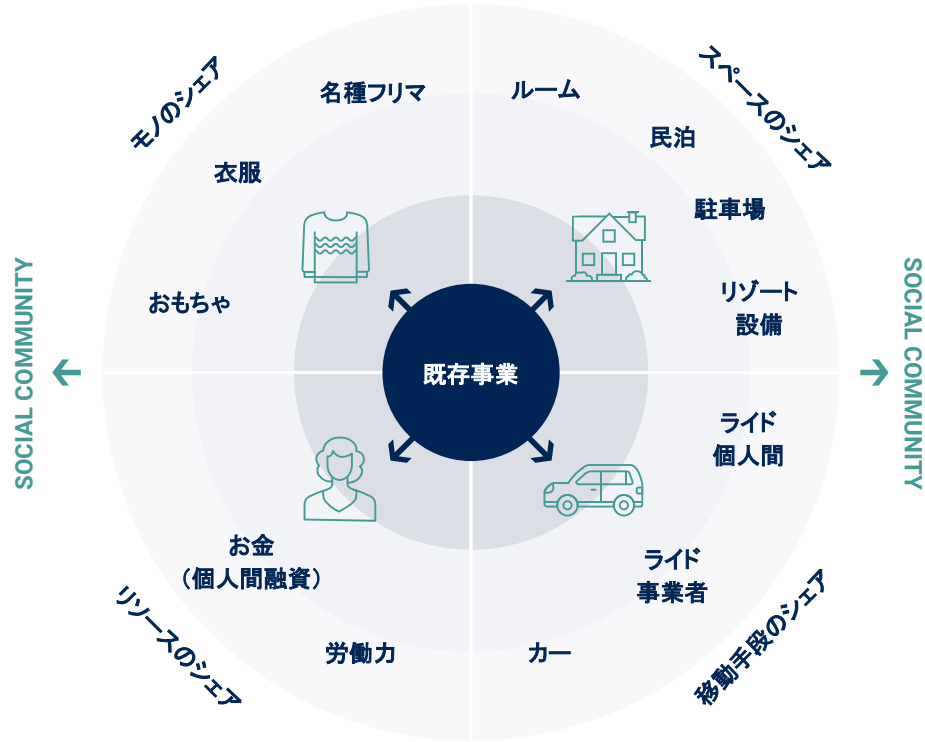 モノのシェア
名種フリマ
衣服
おもちゃ
スペースのシェア
ルーム
民泊
駐車場
リゾート
設備
SOCIAL COMMUNITY
既存事業
SOCIAL COMMUNITY
ライド
個人間
ライド
事業者
カー
移動手段のシェア
お金
（個人間融資）
労働力
リソースのシェア